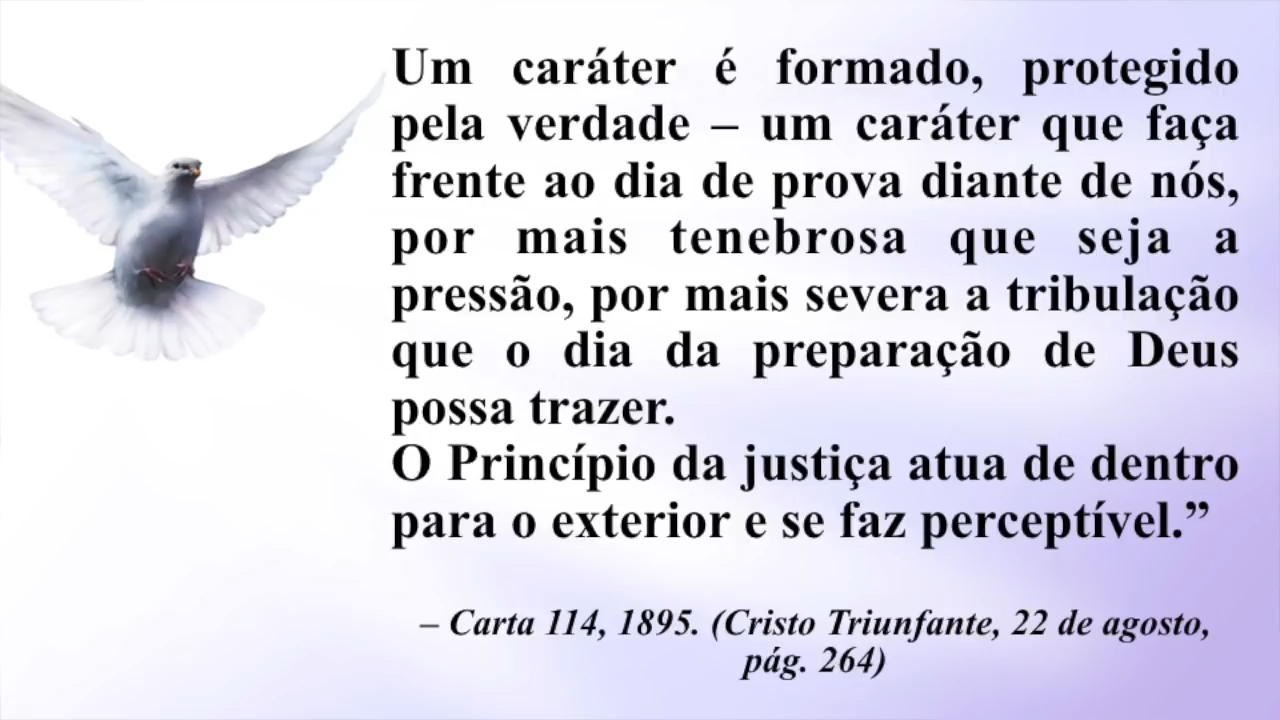 Um caráter é formado, protegido
pela verdade – um caráter que faça
frente ao dia de prova diante de nós,
por mais tenebrosa que seja a
pressão, por mais severa a tribulação
que o dia da preparação de Deus
possa trazer.
O Princípio da justiça atua de dentro
para o exterior e se faz perceptível.”
– Carta 114, 1895. (Cristo Triunfante, 22 de agosto,
pág. 264)